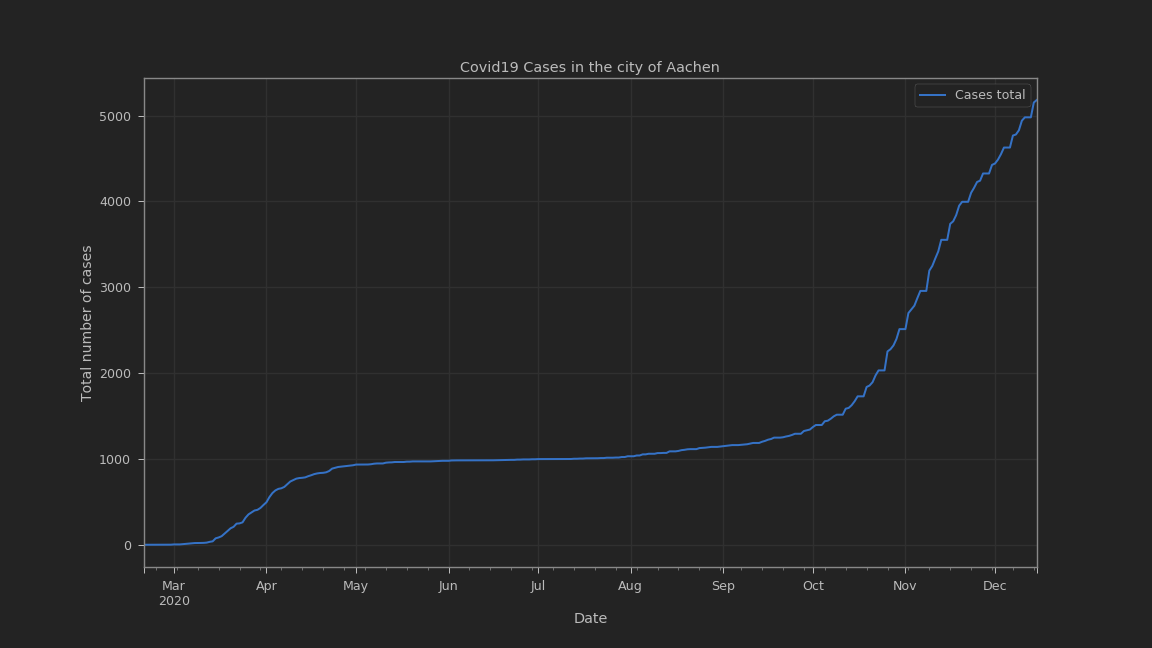 Covid19 Cases in the city of Aachen
Cases total
5000
4000
3000
2000
1000
0
Total number of cases
Mar Apr May Jun Jul Aug Sep Oct Nov Dec
2020
Date